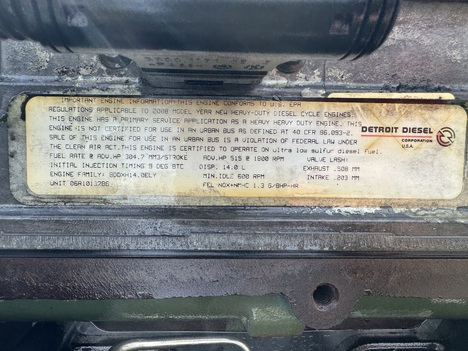 IMPORTANT ENGINE INFORMATION: THIS ENGINE CONFORMS TO U.S. EPA
REGULATIONS APPLICABLE TO 2008 MODEL YEAR NEW HEAVY-DUTY DIESEL CYCLE ENGINES.
THIS ENGINE HAS A PRIMARY SERVICE APPLICATION AS A HEAVY HEAVY DUTY ENGINE. THIS
ENGINE IS NOT CERTIFIED FOR USE IN AN URBAN BUS AS DEFINED AT 40 CFR 86.093-2.
SALE OF THIS ENGINE FOR USE IN AN URBAN BUS IS A VIOLATION OF FEDERAL LAW UNDER
THE CLEAN AIR ACT. THIS ENGINE IS CERTIFIED TO OPERATE ON ultra low sulfur diesel fuel.
FUEL RATE @ ADV.HP 304.7 MM3/STROKE ADV.HP 515 @ 1800 RPM VALVE LASH:
INITIAL INJECTION TIMING 9 DEG BTC DISP. 14.0 L EXHAUST .508 MM
ENGINE FAMILY: 8DDXH14.0ELY MIN.IDLE 600 RPM INTAKE .203 MM
UNIT 06R1011786 FEL NOX+NM-C 1.3 G/BHP-HR
DETROIT DIESEL
CORPORATION
U.S.A.